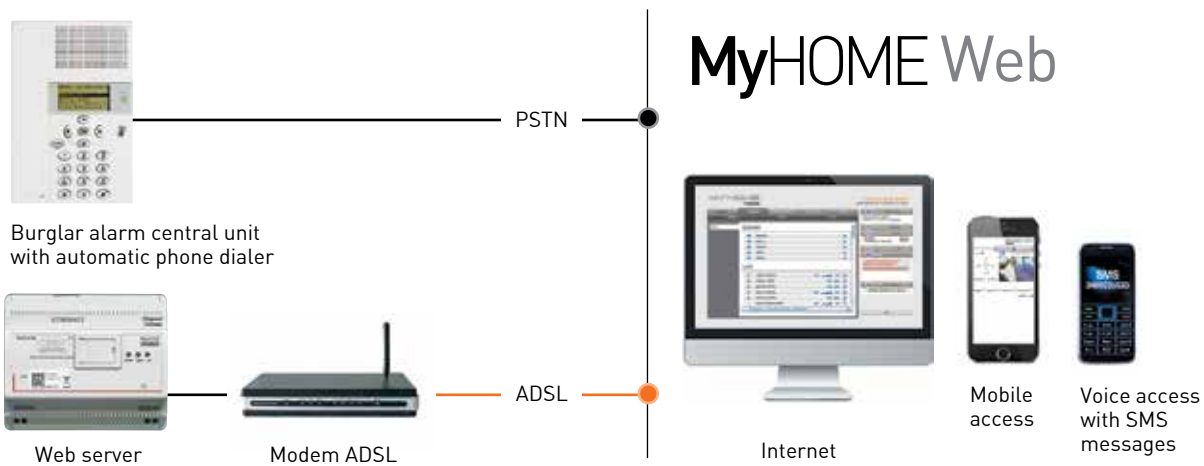 MyHOME Web
PSTN
Burglar alarm central unit
with automatic phone dialer
SMS
ADSL
Web server
Modem ADSL
Internet
Mobile
access
Voice access
with SMS
messages